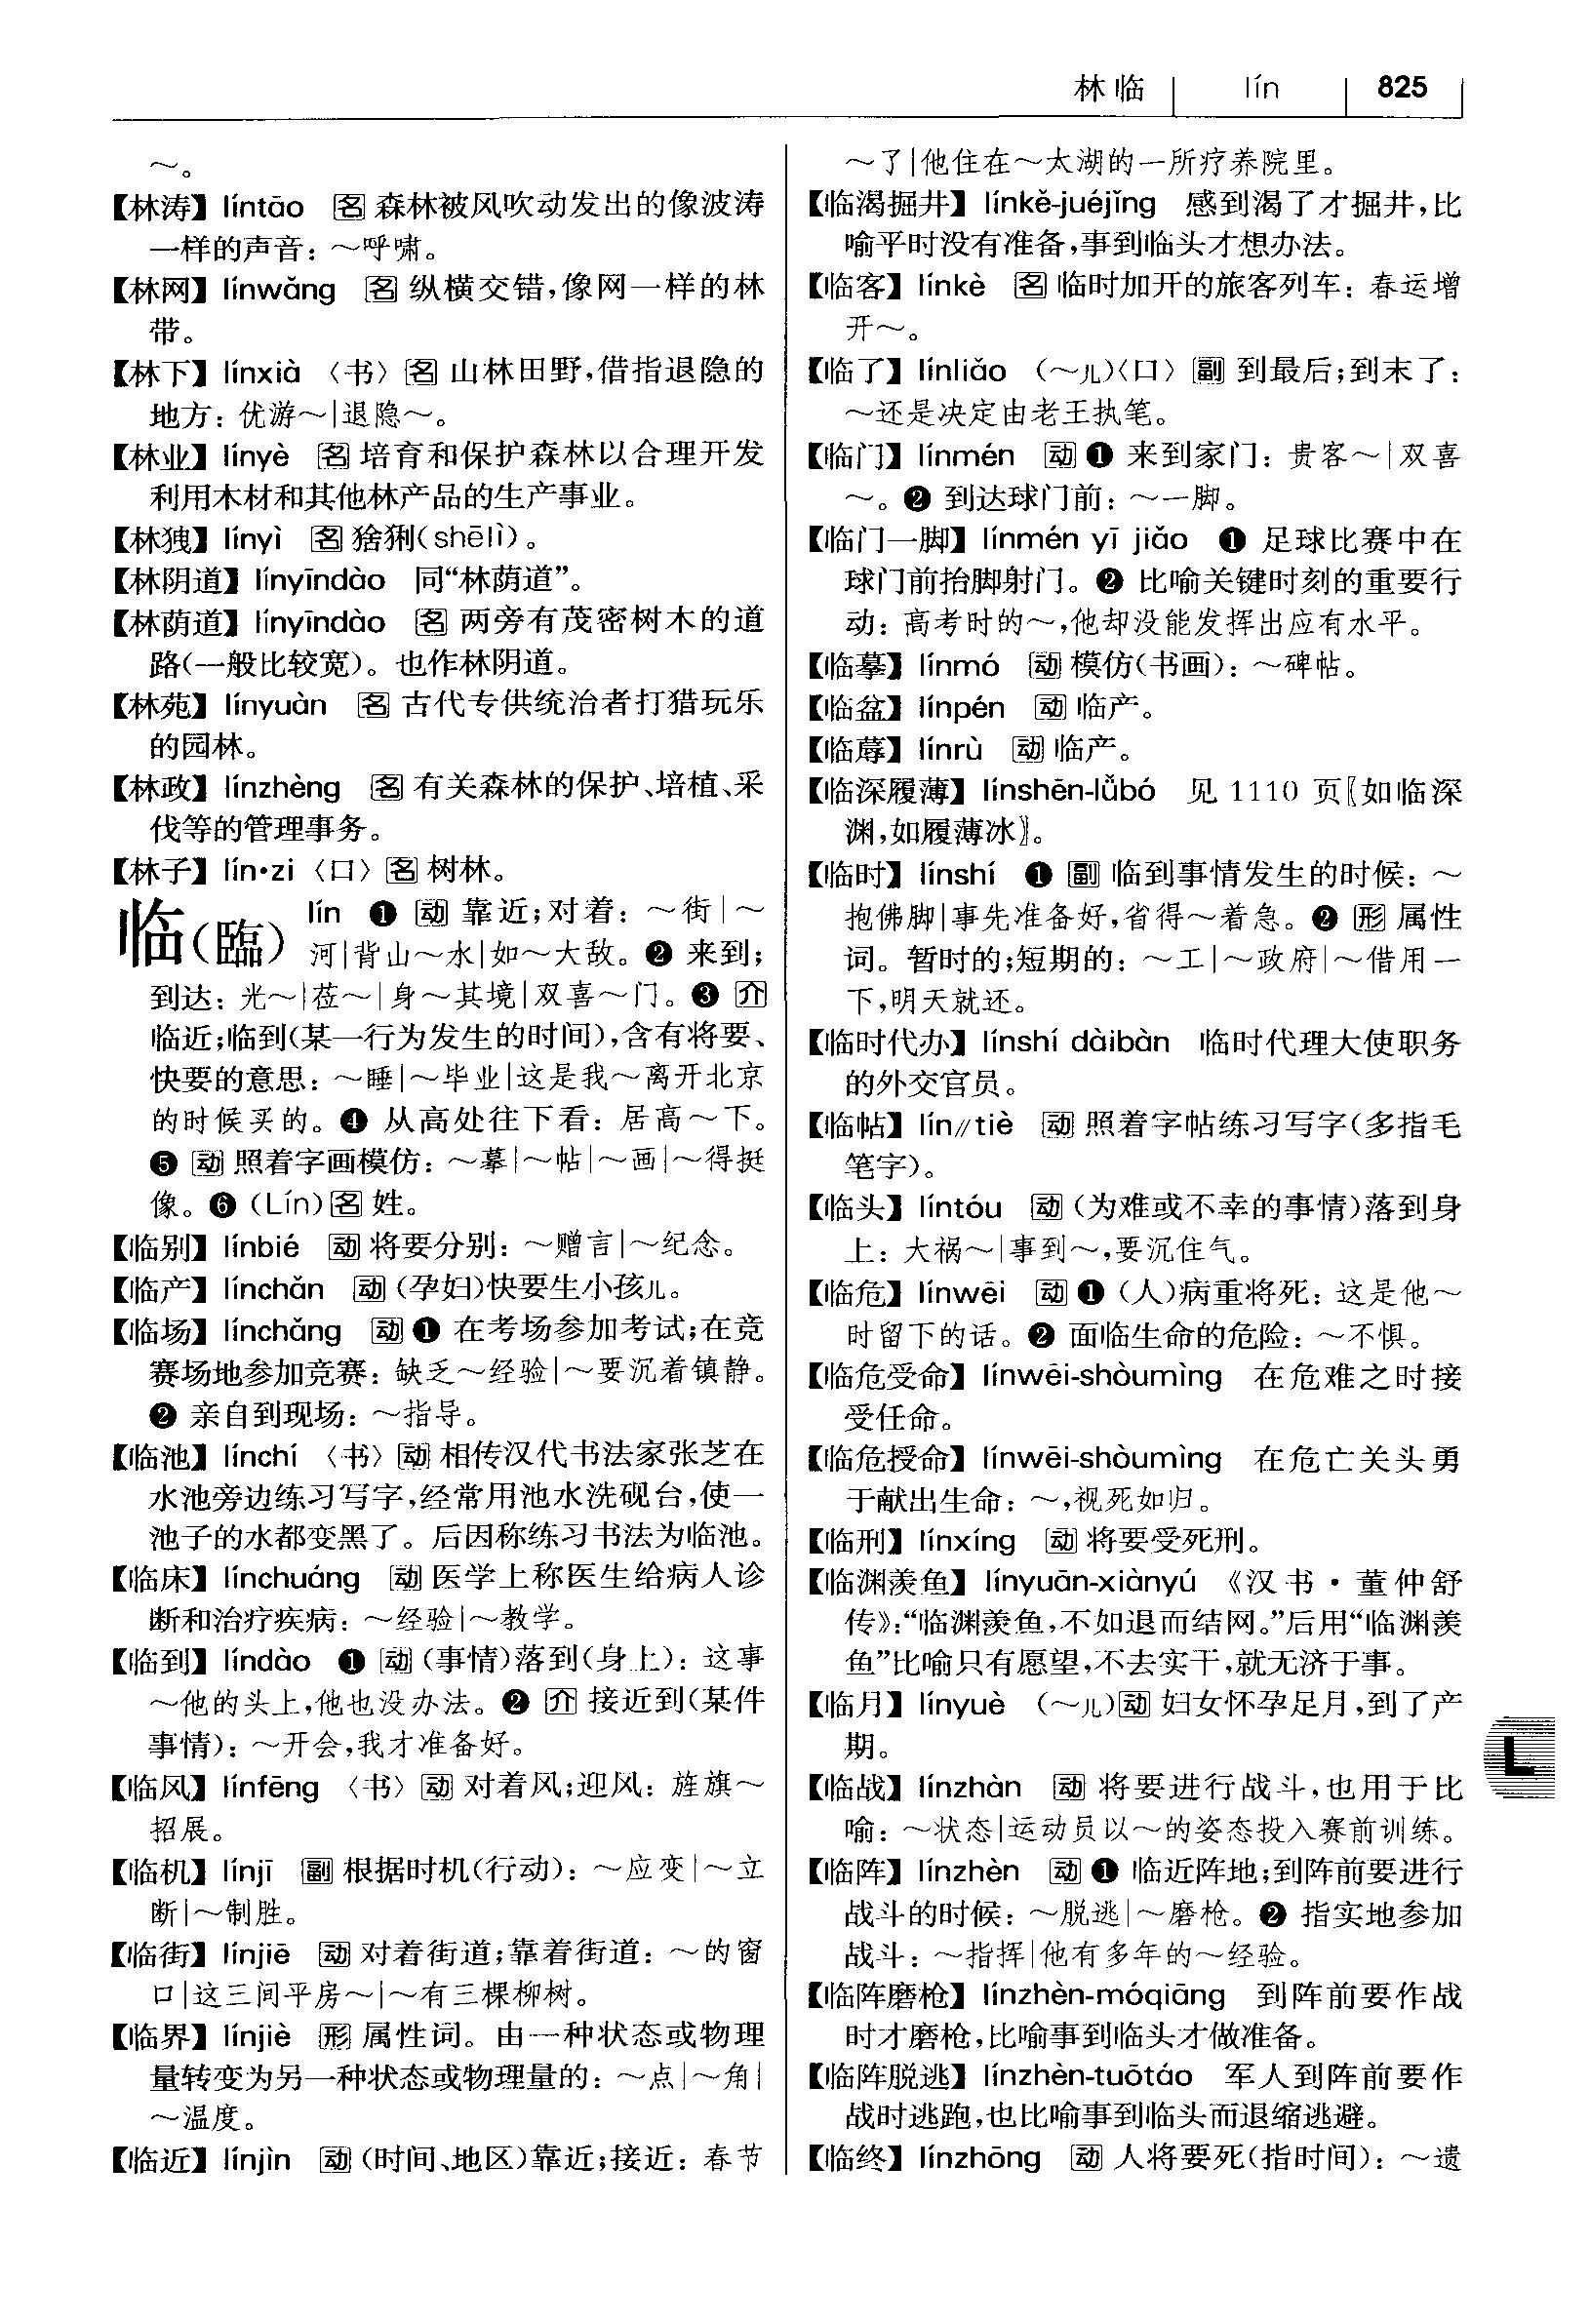 林临 lín 825
～。
【林涛】líntāo 名 森林被风吹动发出的像波涛
一样的声音：～呼啸。
【林网】línwǎng 名 纵横交错，像网一样的林
带。
【林下】línxià 〈书〉名 山林田野，借指退隐的
地方：优游～|退隐～。
【林业】línyè 名 培育和保护森林以合理开发
利用木材和其他林产品的生产事业。
【林𤝞】línyì 名 猞猁(shēlì)。
【林阴道】línyīndào 同“林荫道”。
【林荫道】línyīndào 名 两旁有茂密树木的道
路(一般比较宽)。也作林阴道。
【林苑】línyuàn 名 古代专供统治者打猎玩乐
的园林。
【林政】línzhèng 名 有关森林的保护、培植、采
伐等的管理事务。
【林子】lín·zi 〈口〉名 树林。
临(臨) lín ❶ 动 靠近；对着：～街|～
河|背山～水|如～大敌。❷ 来到；
到达：光～|莅～|身～其境|双喜～门。❸ 介
临近；临到(某一行为发生的时间)，含有将要、
快要的意思：～睡|～毕业|这是我～离开北京
的时候买的。❹ 从高处往下看：居高～下。
❺ 动 照着字画模仿：～摹|～帖|～画|～得挺
像。❻ (Lín)名 姓。
【临别】línbié 动 将要分别：～赠言|～纪念。
【临产】línchǎn 动 (孕妇)快要生小孩儿。
【临场】línchǎng 动 ❶ 在考场参加考试；在竞
赛场地参加竞赛：缺乏～经验|～要沉着镇静。
❷ 亲自到现场：～指导。
【临池】línchí 〈书〉动 相传汉代书法家张芝在
水池旁边练习写字，经常用池水洗砚台，使一
池子的水都变黑了。后因称练习书法为临池。
【临床】línchuáng 动 医学上称医生给病人诊
断和治疗疾病：～经验|～教学。
【临到】líndào ❶ 动 (事情)落到(身上)：这事
～他的头上，他也没办法。❷ 介 接近到(某件
事情)：～开会，我才准备好。
【临风】línfēng 〈书〉动 对着风；迎风：旌旗～
招展。
【临机】línjī 副 根据时机(行动)：～应变|～立
断|～制胜。
【临街】línjiē 动 对着街道；靠着街道：～的窗
口|这三间平房～|～有三棵柳树。
【临界】línjiè 形 属性词。由一种状态或物理
量转变为另一种状态或物理量的：～点|～角|
～温度。
【临近】línjìn 动 (时间、地区)靠近；接近：春节
～了|他住在～太湖的一所疗养院里。
【临渴掘井】línkě-juéjǐng 感到渴了才掘井，比
喻平时没有准备，事到临头才想办法。
【临客】línkè 名 临时加开的旅客列车：春运增
开～。
【临了】línliǎo (～儿)〈口〉副 到最后；到末了：
～还是决定由老王执笔。
【临门】línmén 动 ❶ 来到家门：贵客～|双喜
～。❷ 到达球门前：～一脚。
【临门一脚】línmén yī jiǎo ❶ 足球比赛中在
球门前抬脚射门。❷ 比喻关键时刻的重要行
动：高考时的～，他却没能发挥出应有水平。
【临摹】línmó 动 模仿(书画)：～碑帖。
【临盆】línpén 动 临产。
【临蓐】línrù 动 临产。
【临深履薄】línshēn-lǚbó 见 1110 页〖如临深
渊，如履薄冰〗。
【临时】línshí ❶ 副 临到事情发生的时候：～
抱佛脚|事先准备好，省得～着急。❷ 形 属性
词。暂时的；短期的：～工|～政府|～借用一
下，明天就还。
【临时代办】línshí dàibàn 临时代理大使职务
的外交官员。
【临帖】lín//tiè 动 照着字帖练习写字(多指毛
笔字)。
【临头】líntóu 动 (为难或不幸的事情)落到身
上：大祸～|事到～，要沉住气。
【临危】línwēi 动 ❶ (人)病重将死：这是他～
时留下的话。❷ 面临生命的危险：～不惧。
【临危受命】línwēi-shòumìng 在危难之时接
受任命。
【临危授命】línwēi-shòumìng 在危亡关头勇
于献出生命：～，视死如归。
【临刑】línxíng 动 将要受死刑。
【临渊羡鱼】línyuān-xiànyú 《汉书·董仲舒
传》：“临渊羡鱼，不如退而结网。”后用“临渊羡
鱼”比喻只有愿望，不去实干，就无济于事。
【临月】línyuè (～儿)动 妇女怀孕足月，到了产
期。
【临战】línzhàn 动 将要进行战斗，也用于比
喻：～状态|运动员以～的姿态投入赛前训练。
【临阵】línzhèn 动 ❶ 临近阵地；到阵前要进行
战斗的时候：～脱逃|～磨枪。❷ 指实地参加
战斗：～指挥|他有多年的～经验。
【临阵磨枪】línzhèn-móqiāng 到阵前要作战
时才磨枪，比喻事到临头才做准备。
【临阵脱逃】línzhèn-tuōtáo 军人到阵前要作
战时逃跑，也比喻事到临头而退缩逃避。
【临终】línzhōng 动 人将要死(指时间)：～遗
L